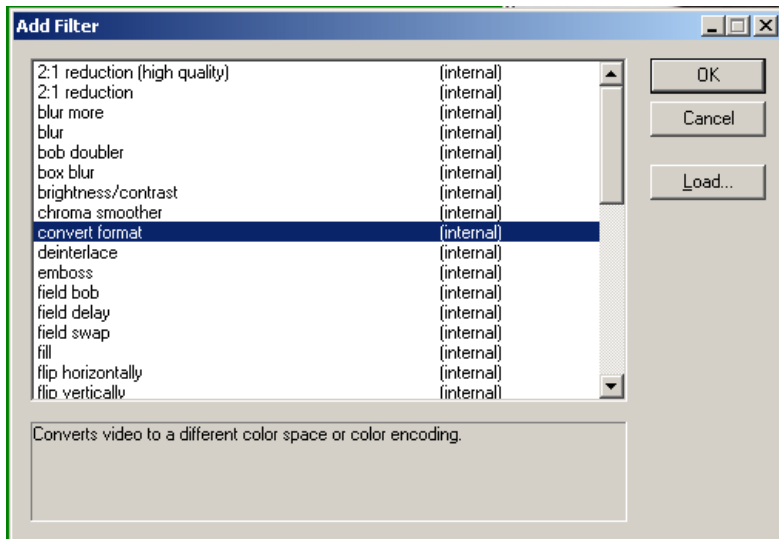 Add Filter
2:1 reduction (high quality) (internal)
2:1 reduction (internal)
blur more (internal)
blur (internal)
bob doubler (internal)
box blur (internal)
brightness/contrast (internal)
chroma smoother (internal)
convert format (internal)
deinterlace (internal)
emboss (internal)
field bob (internal)
field delay (internal)
field swap (internal)
fill (internal)
flip horizontally (internal)
flip vertically (internal)
OK
Cancel
Load...
Converts video to a different color space or color encoding.